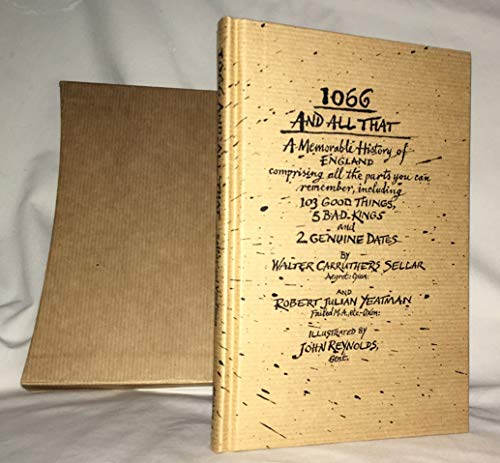 1066
AND ALL THAT
A Memorable History of
ENGLAND
comprising all the parts you can
remember, including
103 GOOD THINGS,
5 BAD KINGS
and
2 GENUINE DATES
BY
WALTER CARRUTHERS SELLAR
Aegrot: Oxon:
AND
ROBERT JULIAN YEATMAN
Failed M.A., etc. Oxon:
ILLUSTRATED BY
JOHN REYNOLDS,
Gent.